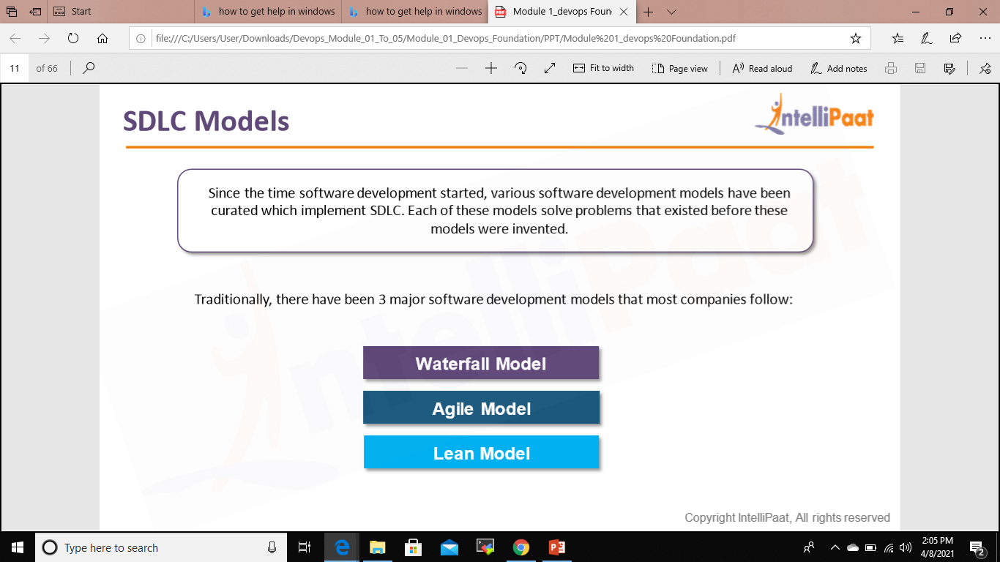 Start
how to get help in windows
how to get help in windows
Module 1_devops Foun
file:///C:/Users/User/Downloads/Devops_Module_01_To_05/Module_01_Devops_Foundation/PPT/Module%201_devops%20Foundation.pdf
11 of 66
Fit to width
Page view
Read aloud
Add notes
SDLC Models
IntelliPaat
Since the time software development started, various software development models have been
curated which implement SDLC. Each of these models solve problems that existed before these
models were invented.
Traditionally, there have been 3 major software development models that most companies follow:
Waterfall Model
Agile Model
Lean Model
IntelliPaat
Copyright IntelliPaat, All rights reserved
Type here to search
2:05 PM
4/8/2021
2